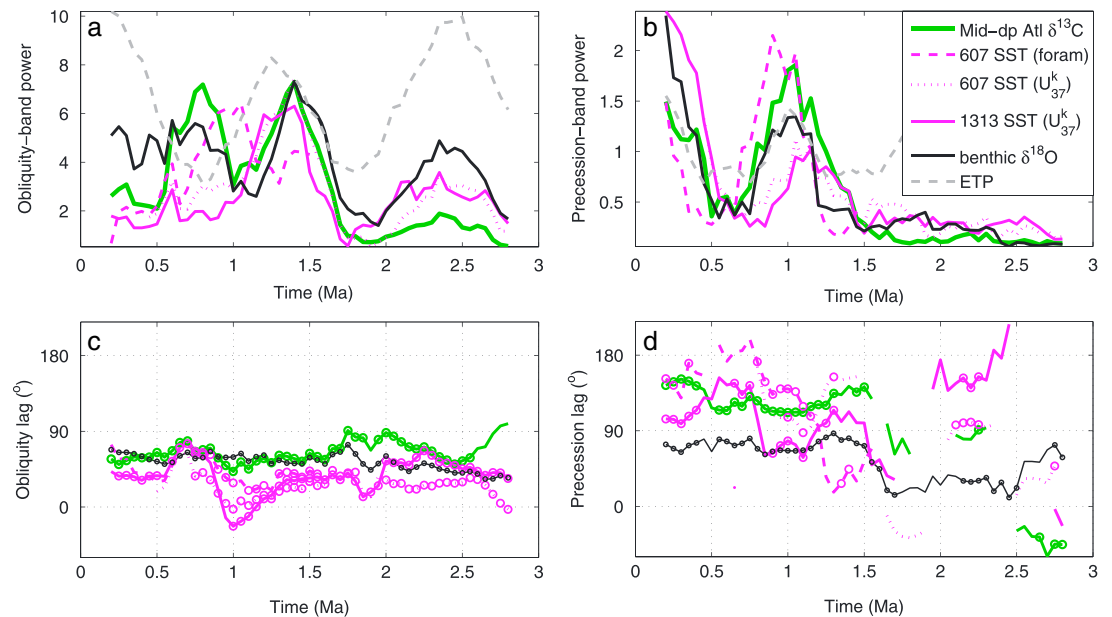 a
Obliquity-band power
10
8
6
4
2
0 0.5 1 1.5 2 2.5 3
Time (Ma)
b
Precession-band power
2
1.5
1
0.5
0 0.5 1 1.5 2 2.5 3
Time (Ma)
Mid-dp Atl δ13C
607 SST (foram)
607 SST (Uk37)
1313 SST (Uk37)
benthic δ18O
ETP
c
Obliquity lag (o)
180
90
0
0 0.5 1 1.5 2 2.5 3
Time (Ma)
d
Precession lag (o)
180
90
0
0 0.5 1 1.5 2 2.5 3
Time (Ma)